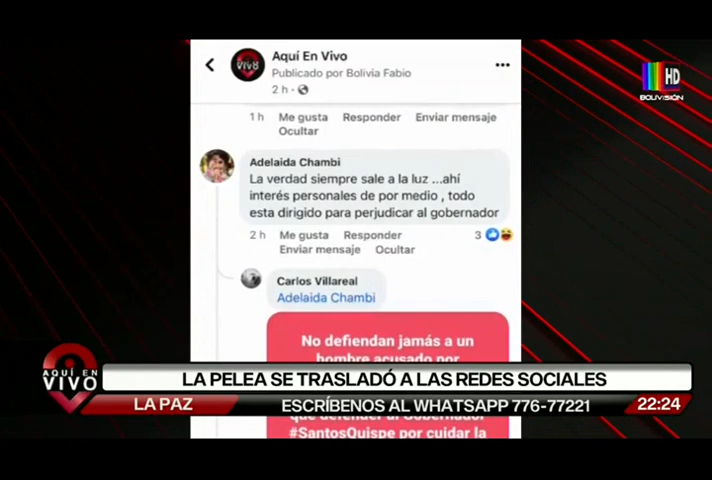 Aquí En Vivo
Publicado por Bolivia Fabio
2 h
HD
BOLIVISIÓN
1 h Me gusta Responder Enviar mensaje
Ocultar
Adelaida Chambi
La verdad siempre sale a la luz ...ahí
interés personales de por medio , todo
esta dirigido para perjudicar al gobernador
2 h Me gusta Responder 3
Enviar mensaje Ocultar
Carlos Villareal
Adelaida Chambi
No defiendan jamás a un
hombre acusado por
AQUÍ EN
VIVO
LA PELEA SE TRASLADÓ A LAS REDES SOCIALES
LA PAZ ESCRÍBENOS AL WHATSAPP 776-77221 22:24
#SantosQuispe por cuidar la